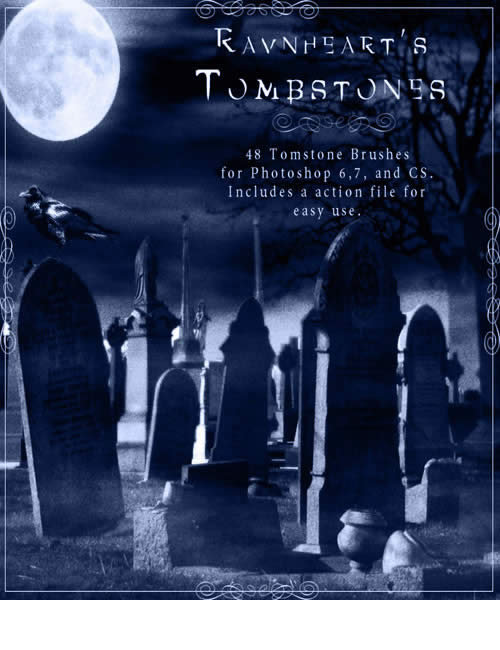 Ravnheart's
Tombstones
48 Tomstone Brushes
for Photoshop 6,7, and CS.
Includes a action file for
easy use.